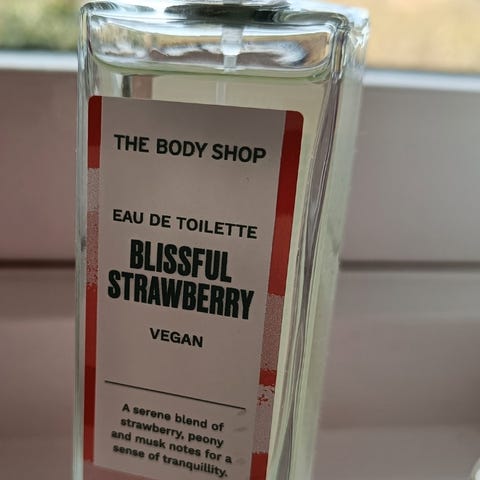 THE BODY SHOP
EAU DE TOILETTE
BLISSFUL
STRAWBERRY
VEGAN
A serene blend of
strawberry, peony
and musk notes for a
sense of tranquillity.